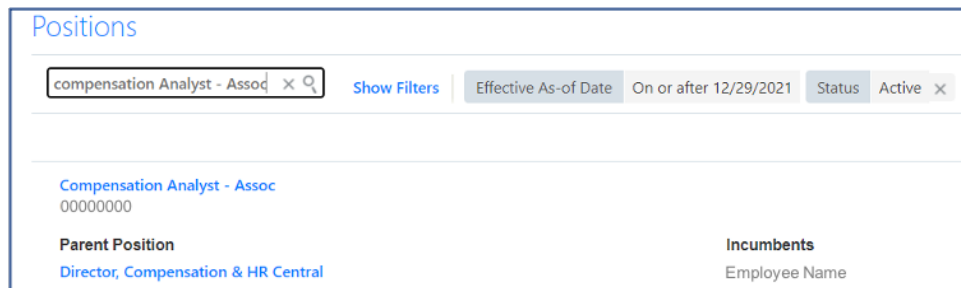 Positions
compensation Analyst - Assoc Show Filters Effective As-of Date On or after 12/29/2021 Status Active
Compensation Analyst - Assoc
00000000
Parent Position Incumbents
Director, Compensation & HR Central Employee Name